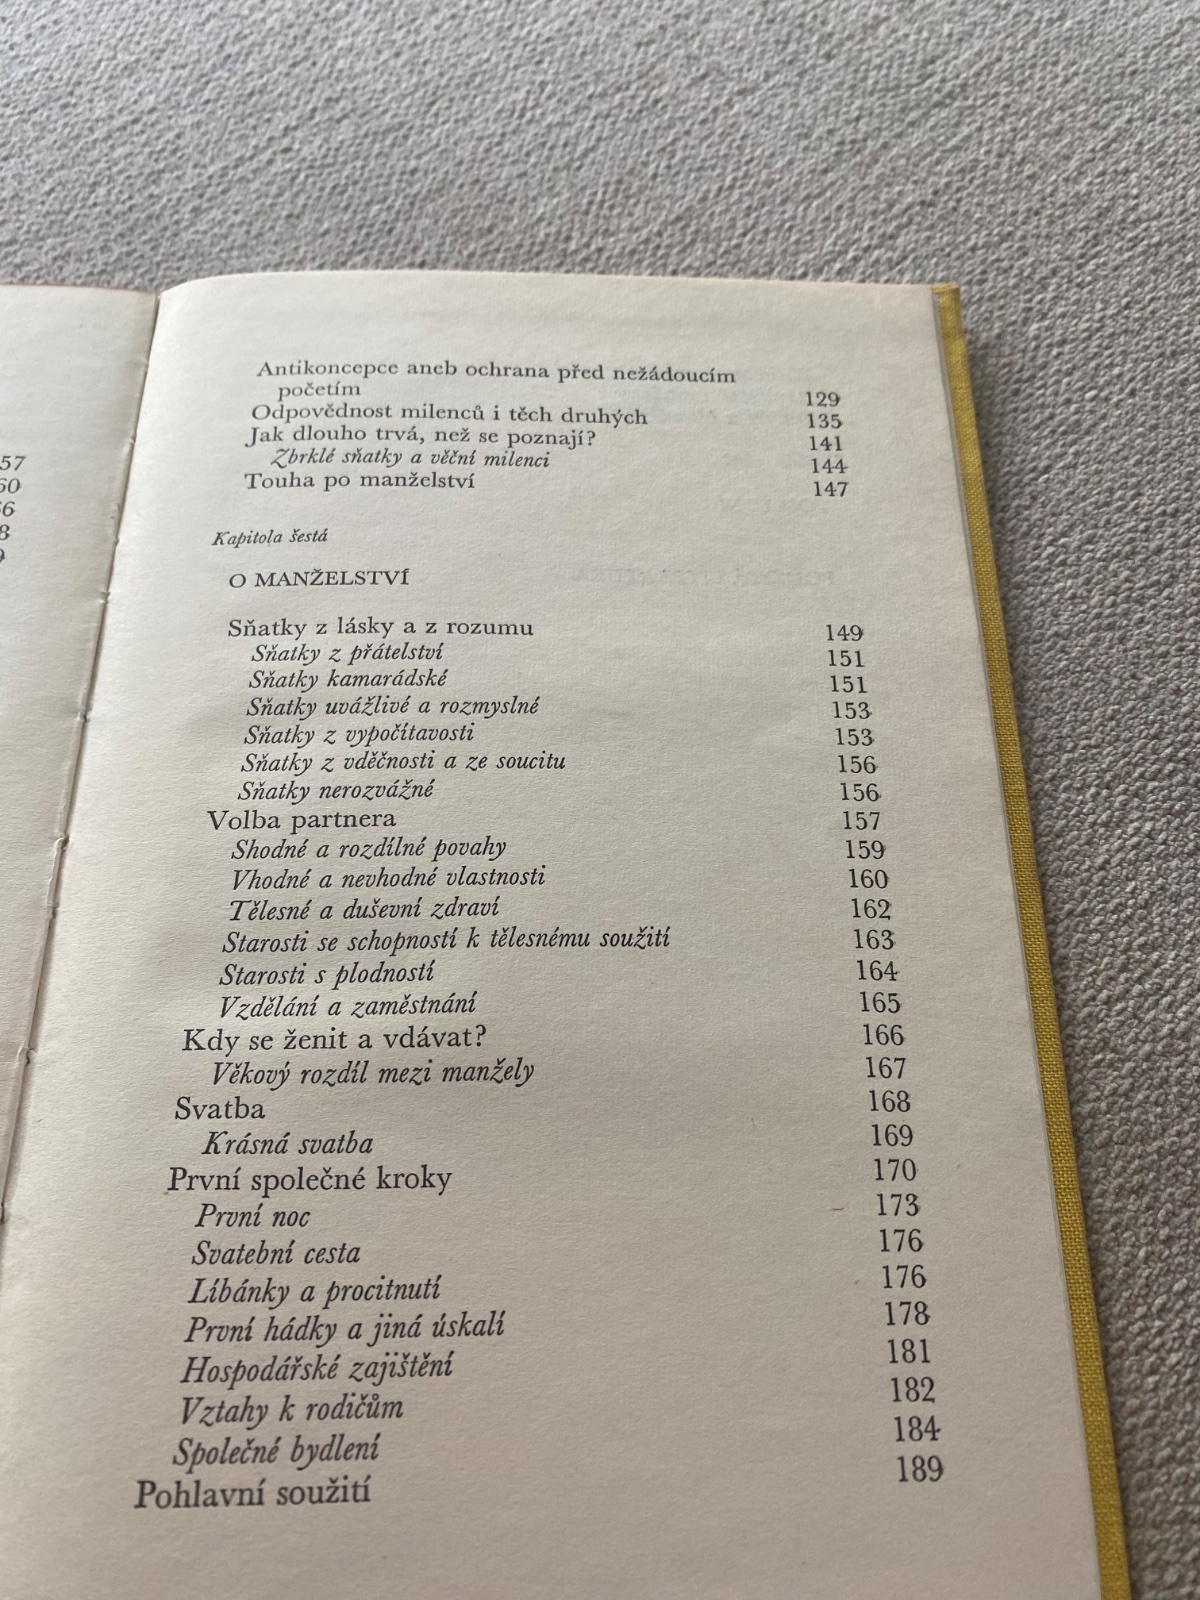 57
60
Antikoncepce aneb ochrana před nežádoucím
početím 129
Odpovědnost milenců i těch druhých 135
Jak dlouho trvá, než se poznají? 141
Zbrklé sňatky a věční milenci 144
Touha po manželství 147
Kapitola šestá
O MANŽELSTVÍ
Sňatky z lásky a z rozumu 149
Sňatky z přátelství 151
Sňatky kamarádské 151
Sňatky uvážlivé a rozmyslné 153
Sňatky z vypočítavosti 153
Sňatky z vděčnosti a ze soucitu 156
Sňatky nerozvážné 156
Volba partnera 157
Shodné a rozdílné povahy 159
Vhodné a nevhodné vlastnosti 160
Tělesné a duševní zdraví 162
Starosti se schopností k tělesnému soužití 163
Starosti s plodností 164
Vzdělání a zaměstnání 165
Kdy se ženit a vdávat? 166
Věkový rozdíl mezi manžely 167
Svatba 168
Krásná svatba 169
První společné kroky 170
První noc 173
Svatební cesta 176
Líbánky a procitnutí 176
První hádky a jiná úskalí 178
Hospodářské zajištění 181
Vztahy k rodičům 182
Společné bydlení 184
Pohlavní soužití 189